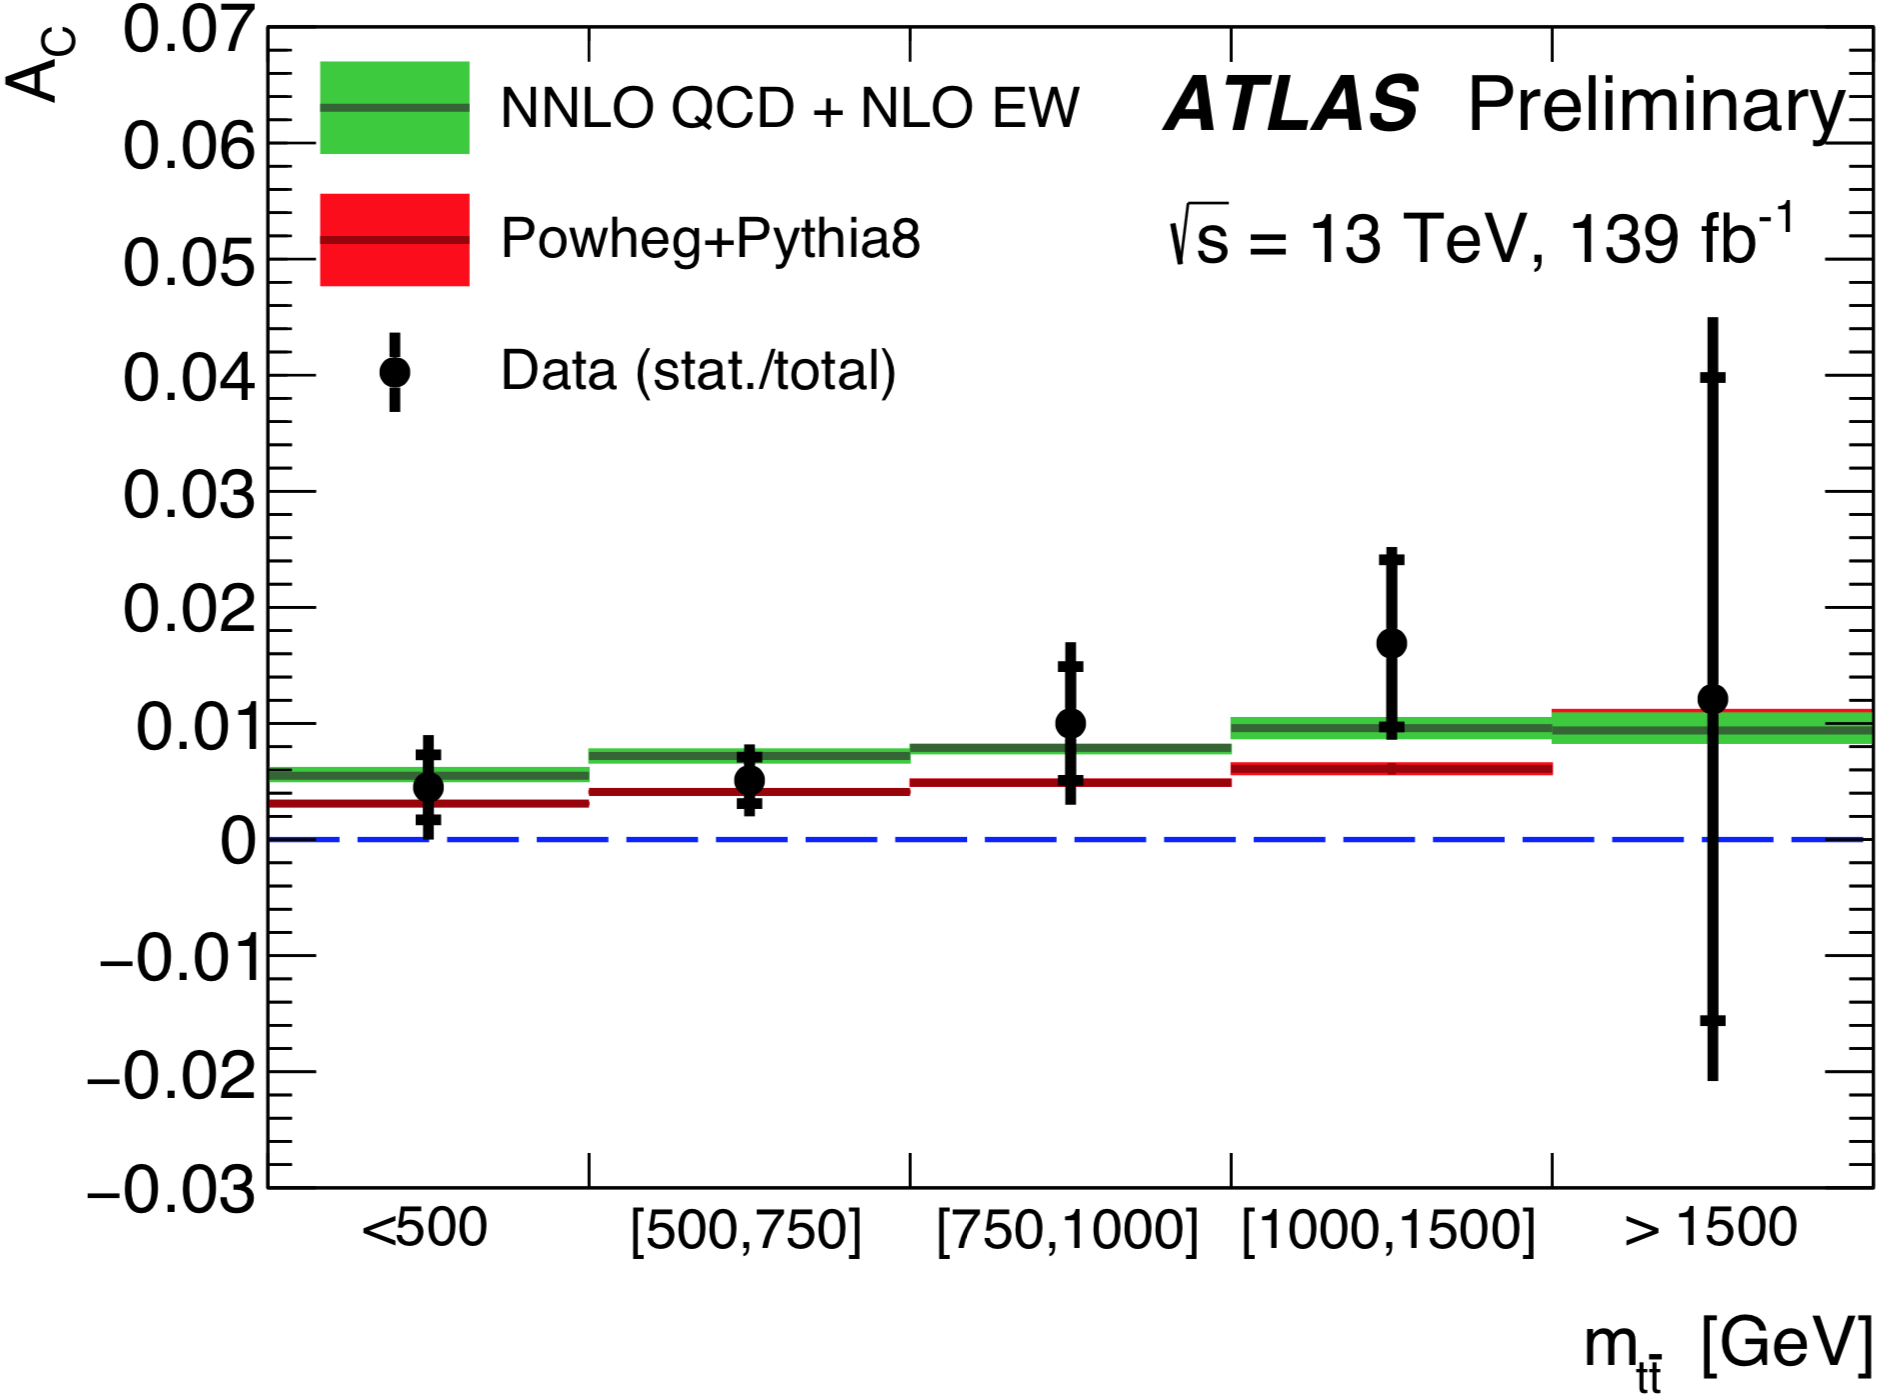 A_C
0.07
0.06
0.05
0.04
0.03
0.02
0.01
0
−0.01
−0.02
−0.03
NNLO QCD + NLO EW
Powheg+Pythia8
Data (stat./total)
ATLAS Preliminary
√s = 13 TeV, 139 fb⁻¹
<500 [500,750] [750,1000] [1000,1500] > 1500
m_tt̄ [GeV]